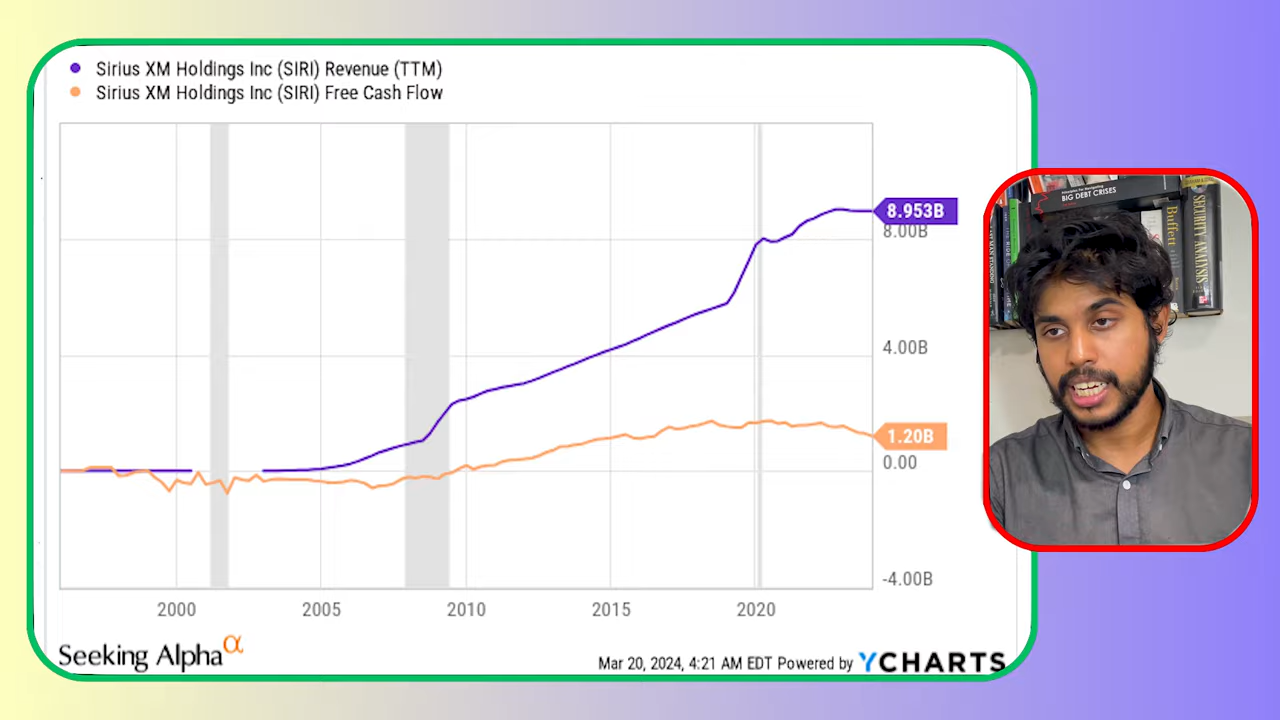 Sirius XM Holdings Inc (SIRI) Revenue (TTM)
Sirius XM Holdings Inc (SIRI) Free Cash Flow
8.953B
8.00B
4.00B
1.20B
0.00
-4.00B
2000 2005 2010 2015 2020
Seeking Alpha α
Mar 20, 2024, 4:21 AM EDT Powered by YCHARTS
BIG DEBT CRISES
Buffett
SECURITY ANALYSIS